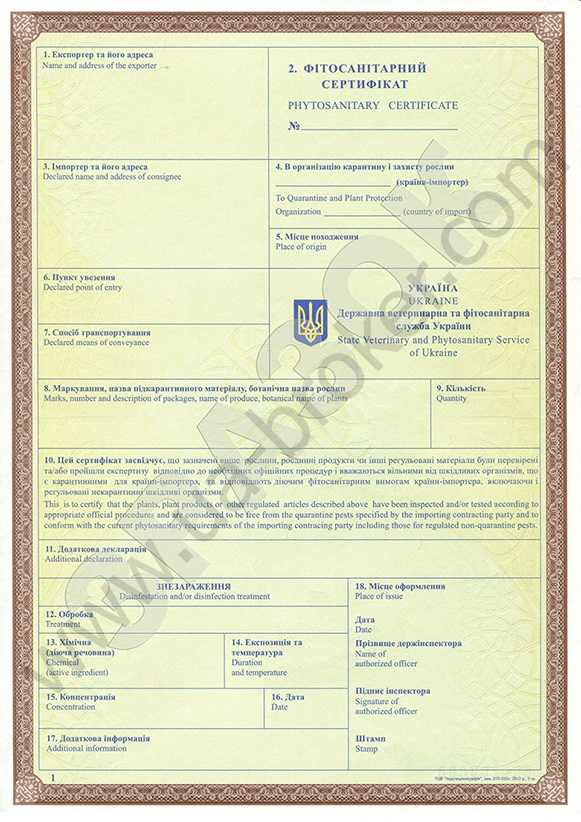 1. Експортер та його адреса
Name and address of the exporter
2. ФІТОСАНІТАРНИЙ
СЕРТИФІКАТ
PHYTOSANITARY CERTIFICATE
№
3. Імпортер та його адреса
Declared name and address of consignee
4. В організацію карантину і захисту рослин
(країна-імпортер)
To Quarantine and Plant Protection
Organization (country of import)
5. Місце походження
Place of origin
6. Пункт увезення
Declared point of entry
УКРАЇНА
UKRAINE
Державна ветеринарна та фітосанітарна
служба України
State Veterinary and Phytosanitary Service
of Ukraine
7. Спосіб транспортування
Declared means of conveyance
8. Маркування, назва підкарантинного матеріалу, ботанічна назва рослин
Marks, number and description of packages, name of produce, botanical name of plants
9. Кількість
Quantity
10. Цей сертифікат засвідчує, що зазначені вище рослини, рослинні продукти чи інші регульовані матеріали були перевірені
та/або пройшли експертизу відповідно до необхідних офіційних процедур і вважаються вільними від шкідливих організмів, що
є карантинними для країни-імпортера, та відповідають діючим фітосанітарним вимогам країни-імпортера, включаючи і
регульовані некарантинні шкідливі організми.
This is to certify that the plants, plant products or other regulated articles described above have been inspected and/or tested according to
appropriate official procedures and are considered to be free from the quarantine pests specified by the importing contracting party and to
conform with the current phytosanitary requirements of the importing contracting party including those for regulated non-quarantine pests.
11. Додаткова декларація
Additional declaration
ЗНЕЗАРАЖЕННЯ
Disinfestation and/or disinfection treatment
12. Обробка
Treatment
13. Хімічна
(діюча речовина)
Chemical
(active ingredient)
14. Експозиція та
температура
Duration
and temperature
15. Концентрація
Concentration
16. Дата
Date
17. Додаткова інформація
Additional information
18. Місце оформлення
Place of issue
Дата
Date
Прізвище держінспектора
Name of
authorized officer
Підпис інспектора
Signature of
authorized officer
Штамп
Stamp
1
ЗРАЗОК